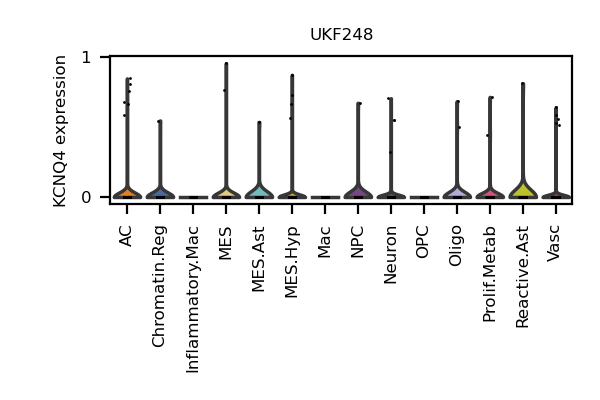 UKF248
KCNQ4 expression
1
0
AC
Chromatin.Reg
Inflammatory.Mac
MES
MES.Ast
MES.Hyp
Mac
NPC
Neuron
OPC
Oligo
Prolif.Metab
Reactive.Ast
Vasc